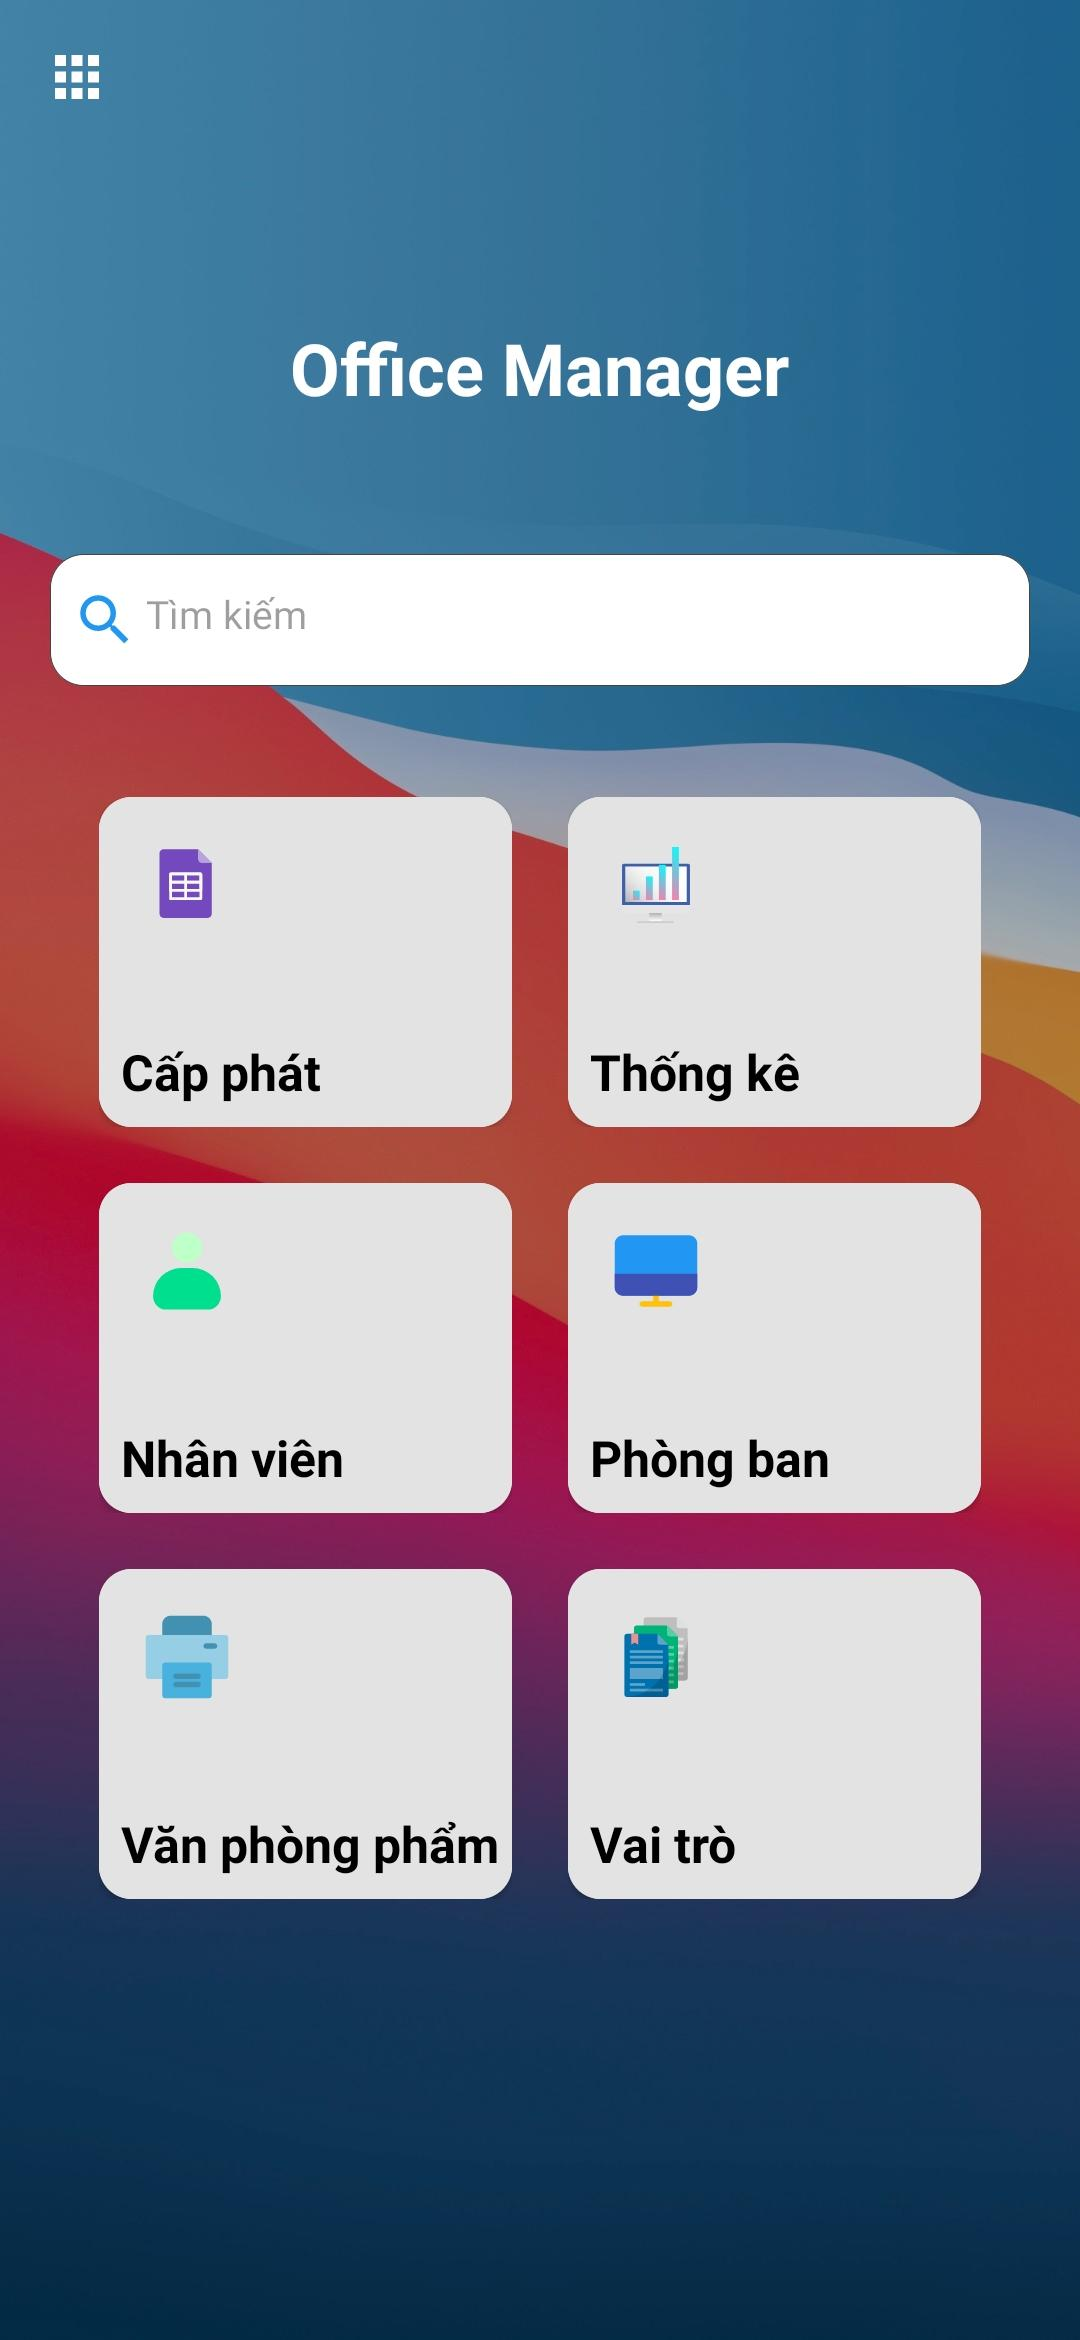 Office Manager
Tìm kiếm
Cấp phát
Thống kê
Nhân viên
Phòng ban
Văn phòng phẩm
Vai trò